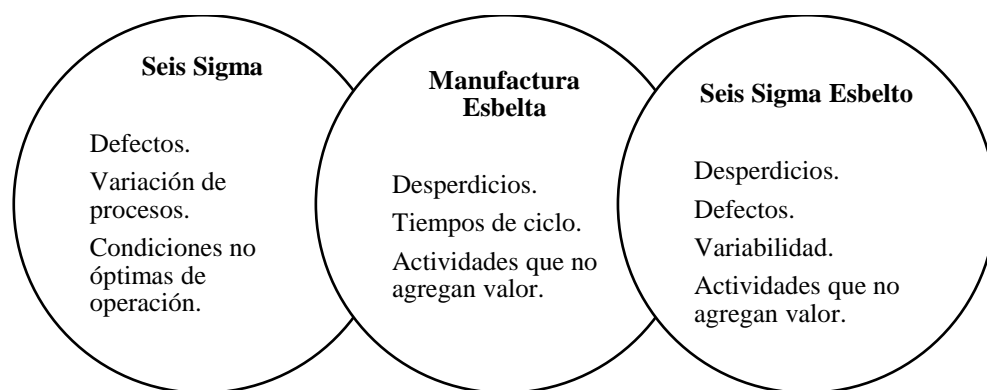 Seis Sigma
Defectos.
Variación de
procesos.
Condiciones no
óptimas de
operación.
Manufactura
Esbelta
Desperdicios.
Tiempos de ciclo.
Actividades que no
agregan valor.
Seis Sigma Esbelto
Desperdicios.
Defectos.
Variabilidad.
Actividades que no
agregan valor.